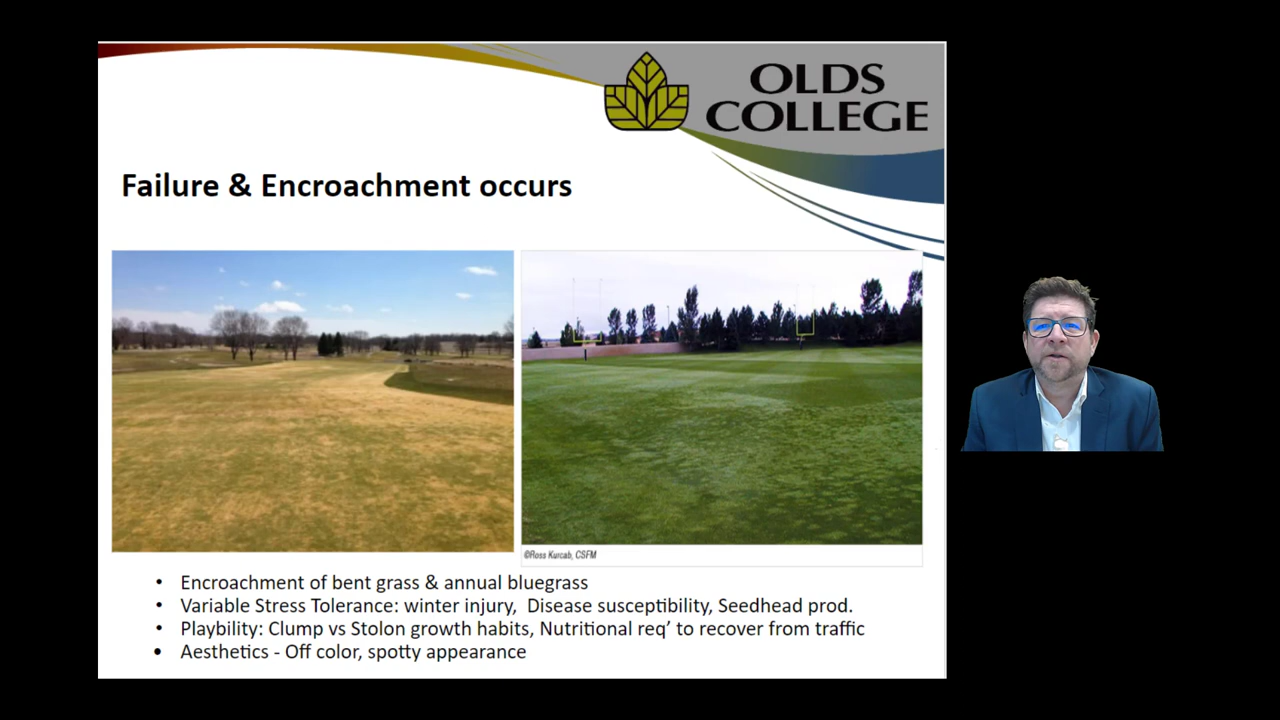 OLDS
COLLEGE
Failure & Encroachment occurs
©Ross Kurcab, CSFM
• Encroachment of bent grass & annual bluegrass
• Variable Stress Tolerance: winter injury, Disease susceptibility, Seedhead prod.
• Playbility: Clump vs Stolon growth habits, Nutritional req’ to recover from traffic
• Aesthetics - Off color, spotty appearance